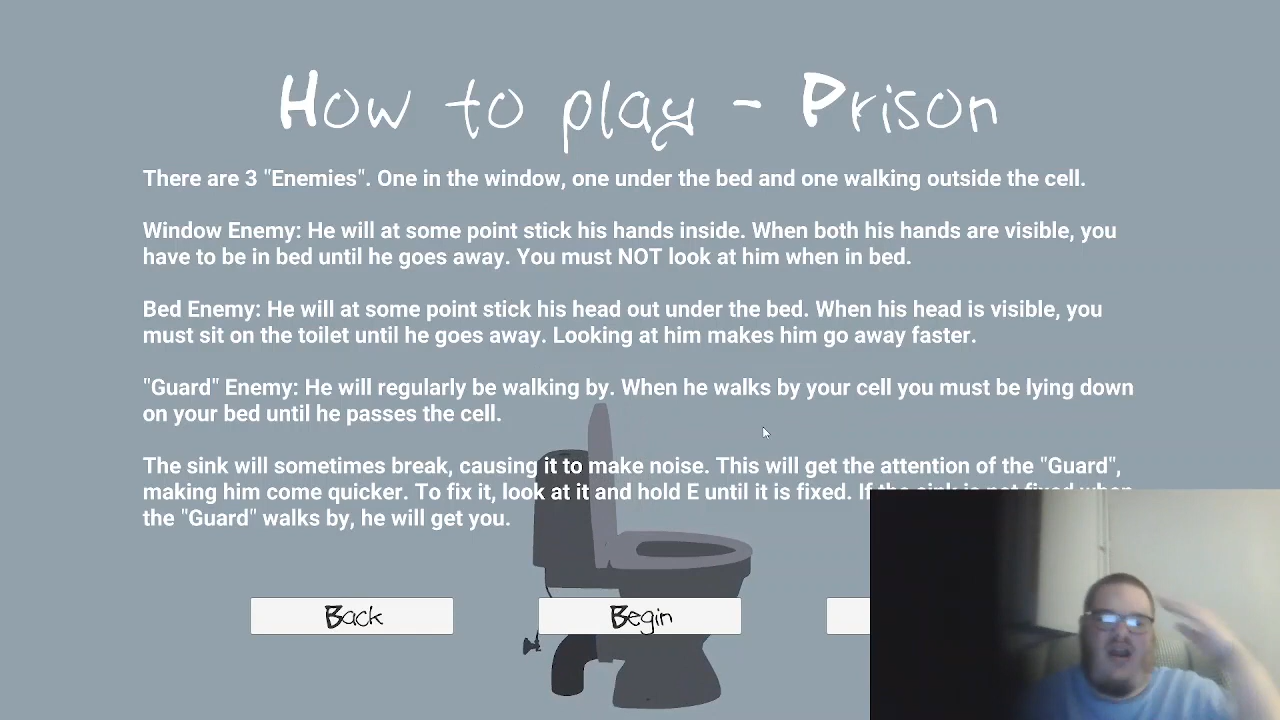 How to play - Prison
There are 3 "Enemies". One in the window, one under the bed and one walking outside the cell.
Window Enemy: He will at some point stick his hands inside. When both his hands are visible, you
have to be in bed until he goes away. You must NOT look at him when in bed.
Bed Enemy: He will at some point stick his head out under the bed. When his head is visible, you
must sit on the toilet until he goes away. Looking at him makes him go away faster.
"Guard" Enemy: He will regularly be walking by. When he walks by your cell you must be lying down
on your bed until he passes the cell.
The sink will sometimes break, causing it to make noise. This will get the attention of the "Guard",
making him come quicker. To fix it, look at it and hold E until it is fixed. If the sink is not fixed when
the "Guard" walks by, he will get you.
Back
Begin